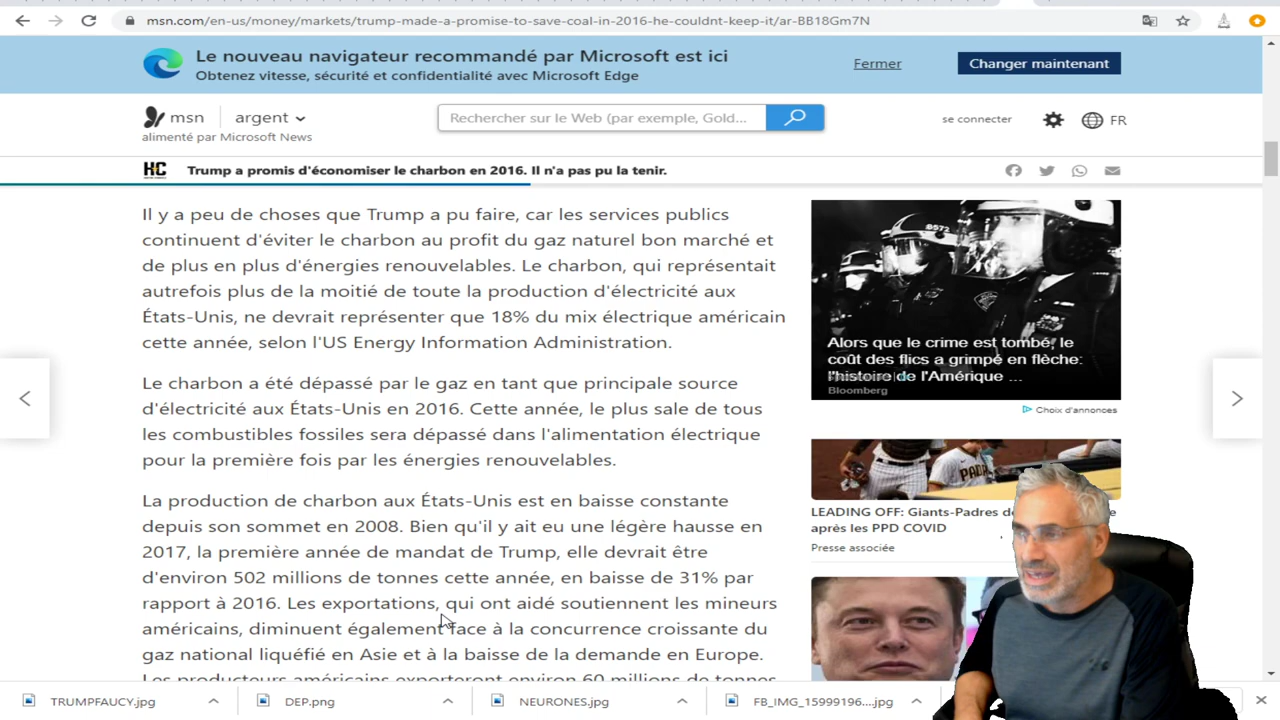 msn.com/en-us/money/markets/trump-made-a-promise-to-save-coal-in-2016-he-couldnt-keep-it/ar-BB18Gm7N
Le nouveau navigateur recommandé par Microsoft est ici
Obtenez vitesse, sécurité et confidentialité avec Microsoft Edge
Fermer
Changer maintenant
msn
argent
alimenté par Microsoft News
Rechercher sur le Web (par exemple, Gold...
se connecter
FR
HC
Trump a promis d'économiser le charbon en 2016. Il n'a pas pu la tenir.
Il y a peu de choses que Trump a pu faire, car les services publics
continuent d'éviter le charbon au profit du gaz naturel bon marché et
de plus en plus d'énergies renouvelables. Le charbon, qui représentait
autrefois plus de la moitié de toute la production d'électricité aux
États-Unis, ne devrait représenter que 18% du mix électrique américain
cette année, selon l'US Energy Information Administration.
Le charbon a été dépassé par le gaz en tant que principale source
d'électricité aux États-Unis en 2016. Cette année, le plus sale de tous
les combustibles fossiles sera dépassé dans l'alimentation électrique
pour la première fois par les énergies renouvelables.
La production de charbon aux États-Unis est en baisse constante
depuis son sommet en 2008. Bien qu'il y ait eu une légère hausse en
2017, la première année de mandat de Trump, elle devrait être
d'environ 502 millions de tonnes cette année, en baisse de 31% par
rapport à 2016. Les exportations, qui ont aidé soutiennent les mineurs
américains, diminuent également face à la concurrence croissante du
gaz national liquéfié en Asie et à la baisse de la demande en Europe.
Les producteurs américains exporteront environ 60 millions de tonnes
8972
Alors que le crime est tombé, le
coût des flics a grimpé en flèche:
l'histoire de l'Amérique ...
Bloomberg
Choix d'annonces
PADR
LEADING OFF: Giants-Padres
après les PPD COVID
Presse associée
TRUMPFAUCY.jpg
DEP.png
NEURONES.jpg
FB_IMG_15999196....jpg